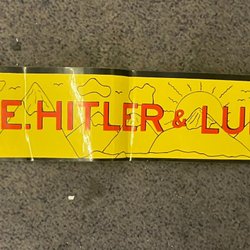 E. HITLER & LU